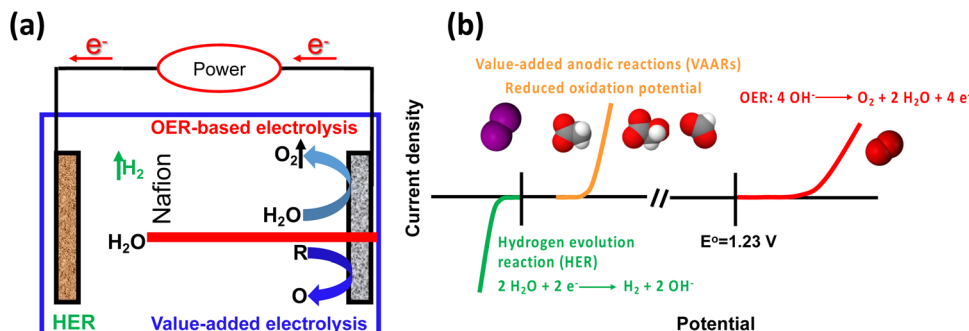 (a)
e⁻
e⁻
Power
OER-based electrolysis
O₂
H₂
Nafion
H₂O
H₂O
R
O
HER
Value-added electrolysis
(b)
Current density
Value-added anodic reactions (VAARs)
Reduced oxidation potential
OER: 4 OH⁻ → O₂ + 2 H₂O + 4 e⁻
E⁰=1.23 V
Hydrogen evolution
reaction (HER)
2 H₂O + 2 e⁻ → H₂ + 2 OH⁻
Potential